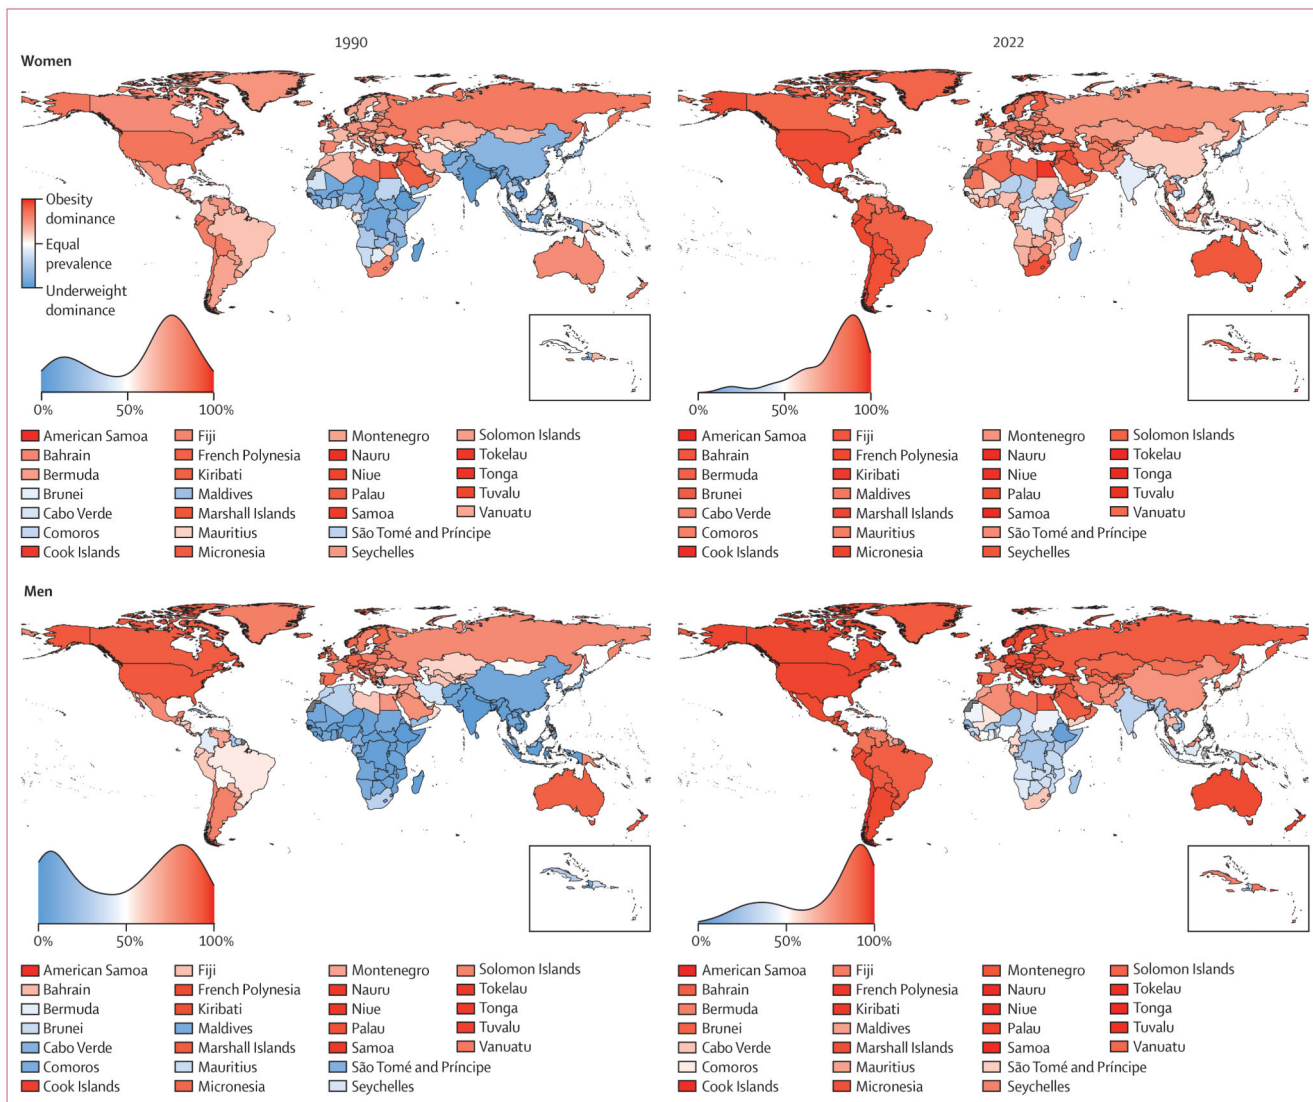 1990
2022
Women
Obesity
dominance
Equal
prevalence
Underweight
dominance
0% 50% 100%
0% 50% 100%
American Samoa Fiji Montenegro Solomon Islands
Bahrain French Polynesia Nauru Tokelau
Bermuda Kiribati Niue Tonga
Brunei Maldives Palau Tuvalu
Cabo Verde Marshall Islands Samoa Vanuatu
Comoros Mauritius São Tomé and Príncipe
Cook Islands Micronesia Seychelles
American Samoa Fiji Montenegro Solomon Islands
Bahrain French Polynesia Nauru Tokelau
Bermuda Kiribati Niue Tonga
Brunei Maldives Palau Tuvalu
Cabo Verde Marshall Islands Samoa Vanuatu
Comoros Mauritius São Tomé and Príncipe
Cook Islands Micronesia Seychelles
Men
0% 50% 100%
0% 50% 100%
American Samoa Fiji Montenegro Solomon Islands
Bahrain French Polynesia Nauru Tokelau
Bermuda Kiribati Niue Tonga
Brunei Maldives Palau Tuvalu
Cabo Verde Marshall Islands Samoa Vanuatu
Comoros Mauritius São Tomé and Príncipe
Cook Islands Micronesia Seychelles
American Samoa Fiji Montenegro Solomon Islands
Bahrain French Polynesia Nauru Tokelau
Bermuda Kiribati Niue Tonga
Brunei Maldives Palau Tuvalu
Cabo Verde Marshall Islands Samoa Vanuatu
Comoros Mauritius São Tomé and Príncipe
Cook Islands Micronesia Seychelles